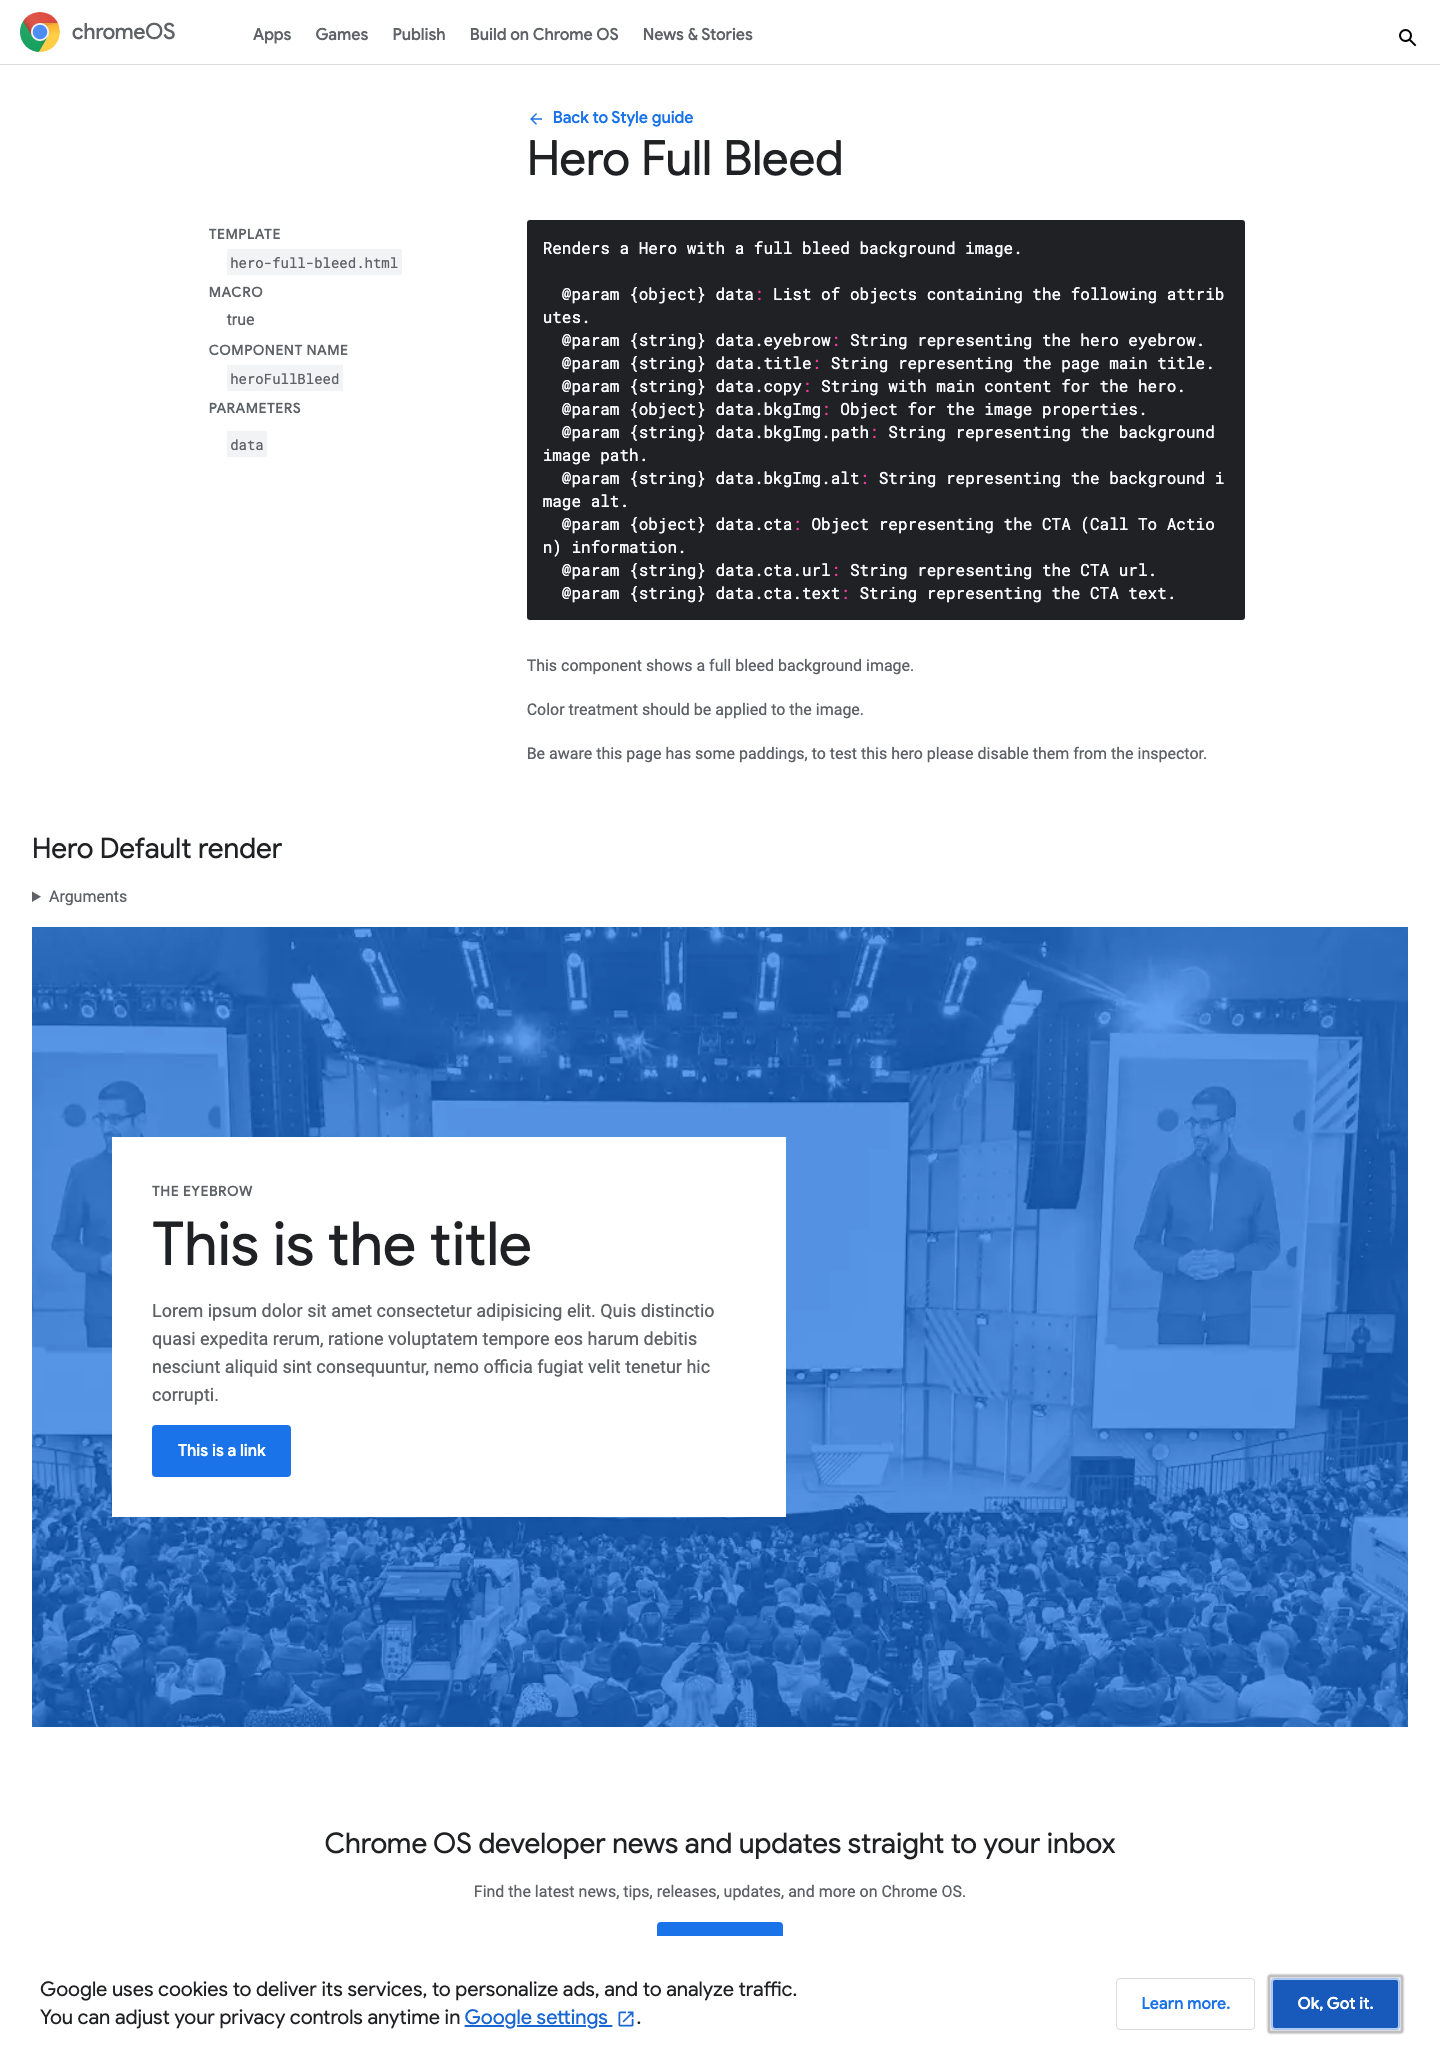 chromeOS
Apps Games Publish Build on Chrome OS News & Stories
Back to Style guide
Hero Full Bleed
TEMPLATE
hero-full-bleed.html
MACRO
true
COMPONENT NAME
heroFullBleed
PARAMETERS
data
Renders a Hero with a full bleed background image.
@param {object} data: List of objects containing the following attrib
utes.
@param {string} data.eyebrow: String representing the hero eyebrow.
@param {string} data.title: String representing the page main title.
@param {string} data.copy: String with main content for the hero.
@param {object} data.bkgImg: Object for the image properties.
@param {string} data.bkgImg.path: String representing the background
image path.
@param {string} data.bkgImg.alt: String representing the background i
mage alt.
@param {object} data.cta: Object representing the CTA (Call To Actio
n) information.
@param {string} data.cta.url: String representing the CTA url.
@param {string} data.cta.text: String representing the CTA text.
This component shows a full bleed background image.
Color treatment should be applied to the image.
Be aware this page has some paddings, to test this hero please disable them from the inspector.
Hero Default render
Arguments
THE EYEBROW
This is the title
Lorem ipsum dolor sit amet consectetur adipisicing elit. Quis distinctio
quasi expedita rerum, ratione voluptatem tempore eos harum debitis
nesciunt aliquid sint consequuntur, nemo officia fugiat velit tenetur hic
corrupti.
This is a link
Chrome OS developer news and updates straight to your inbox
Find the latest news, tips, releases, updates, and more on Chrome OS.
Google uses cookies to deliver its services, to personalize ads, and to analyze traffic.
You can adjust your privacy controls anytime in Google settings .
Learn more.
Ok, Got it.